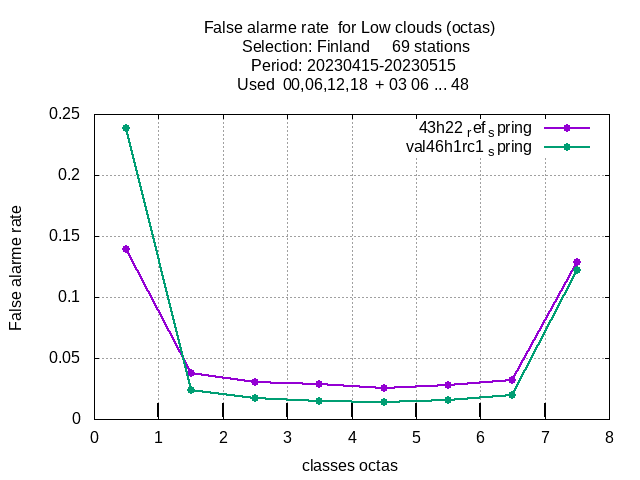 False alarme rate  for Low clouds (octas)
Selection: Finland     69 stations
Period: 20230415-20230515
Used  00,06,12,18  + 03 06 ... 48
43h22 ref spring
val46h1rc1 spring
0.25
0.2
0.15
0.1
0.05
0
False alarme rate
0 1 2 3 4 5 6 7 8
classes octas